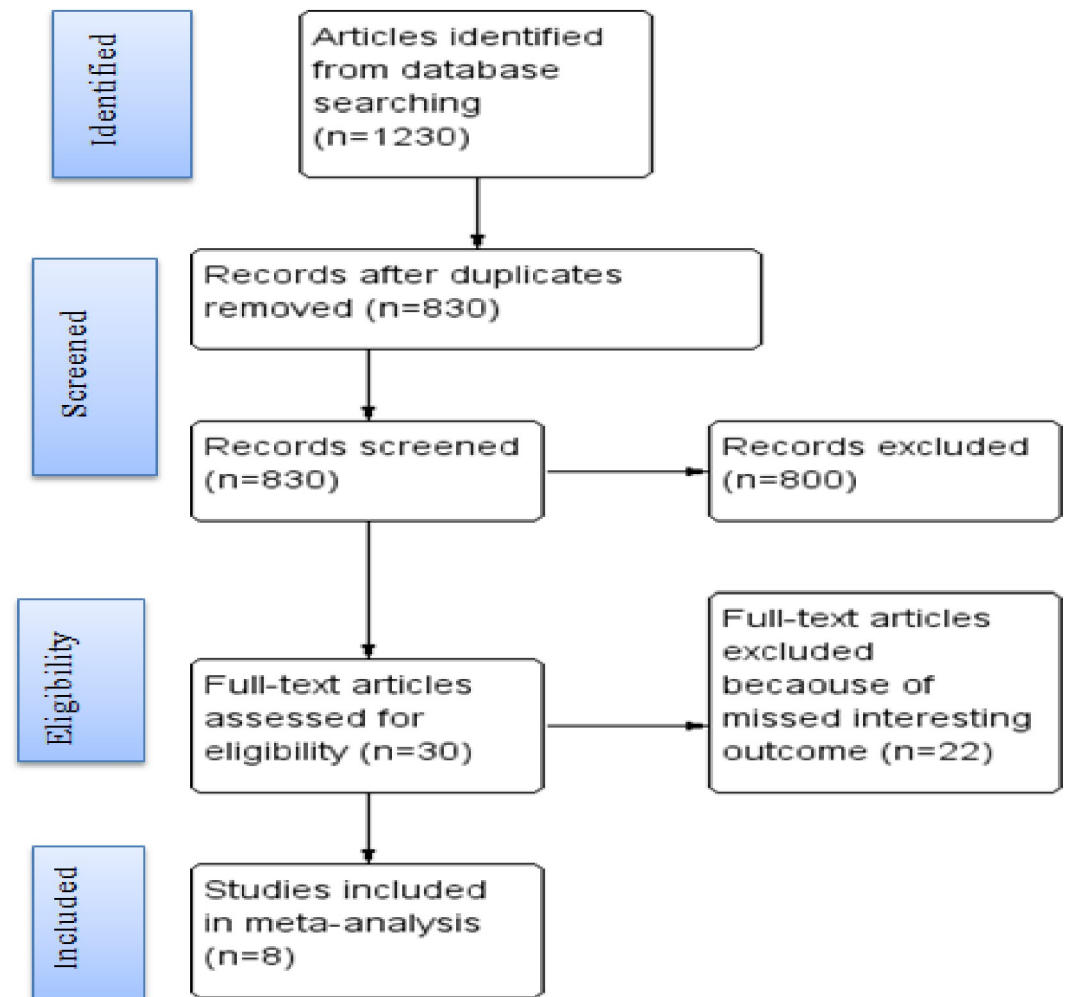 Identified
Articles identified
from database
searching
(n=1230)
Screened
Records after duplicates
removed (n=830)
Records screened
(n=830)
Records excluded
(n=800)
Eligibility
Full-text articles
assessed for
eligibility (n=30)
Full-text articles
excluded
becaouse of
missed interesting
outcome (n=22)
Included
Studies included
in meta-analysis
(n=8)